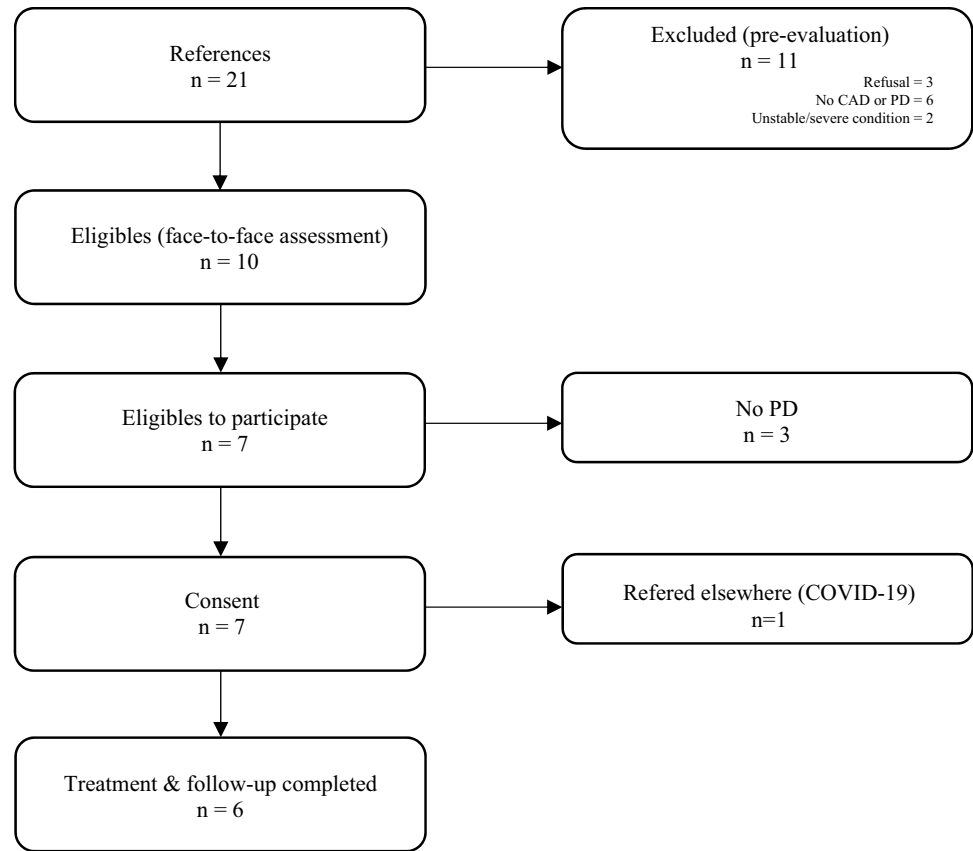 References
n = 21
Excluded (pre-evaluation)
n = 11
Refusal = 3
No CAD or PD = 6
Unstable/severe condition = 2
Eligibles (face-to-face assessment)
n = 10
Eligibles to participate
n = 7
No PD
n = 3
Consent
n = 7
Refered elsewhere (COVID-19)
n=1
Treatment & follow-up completed
n = 6